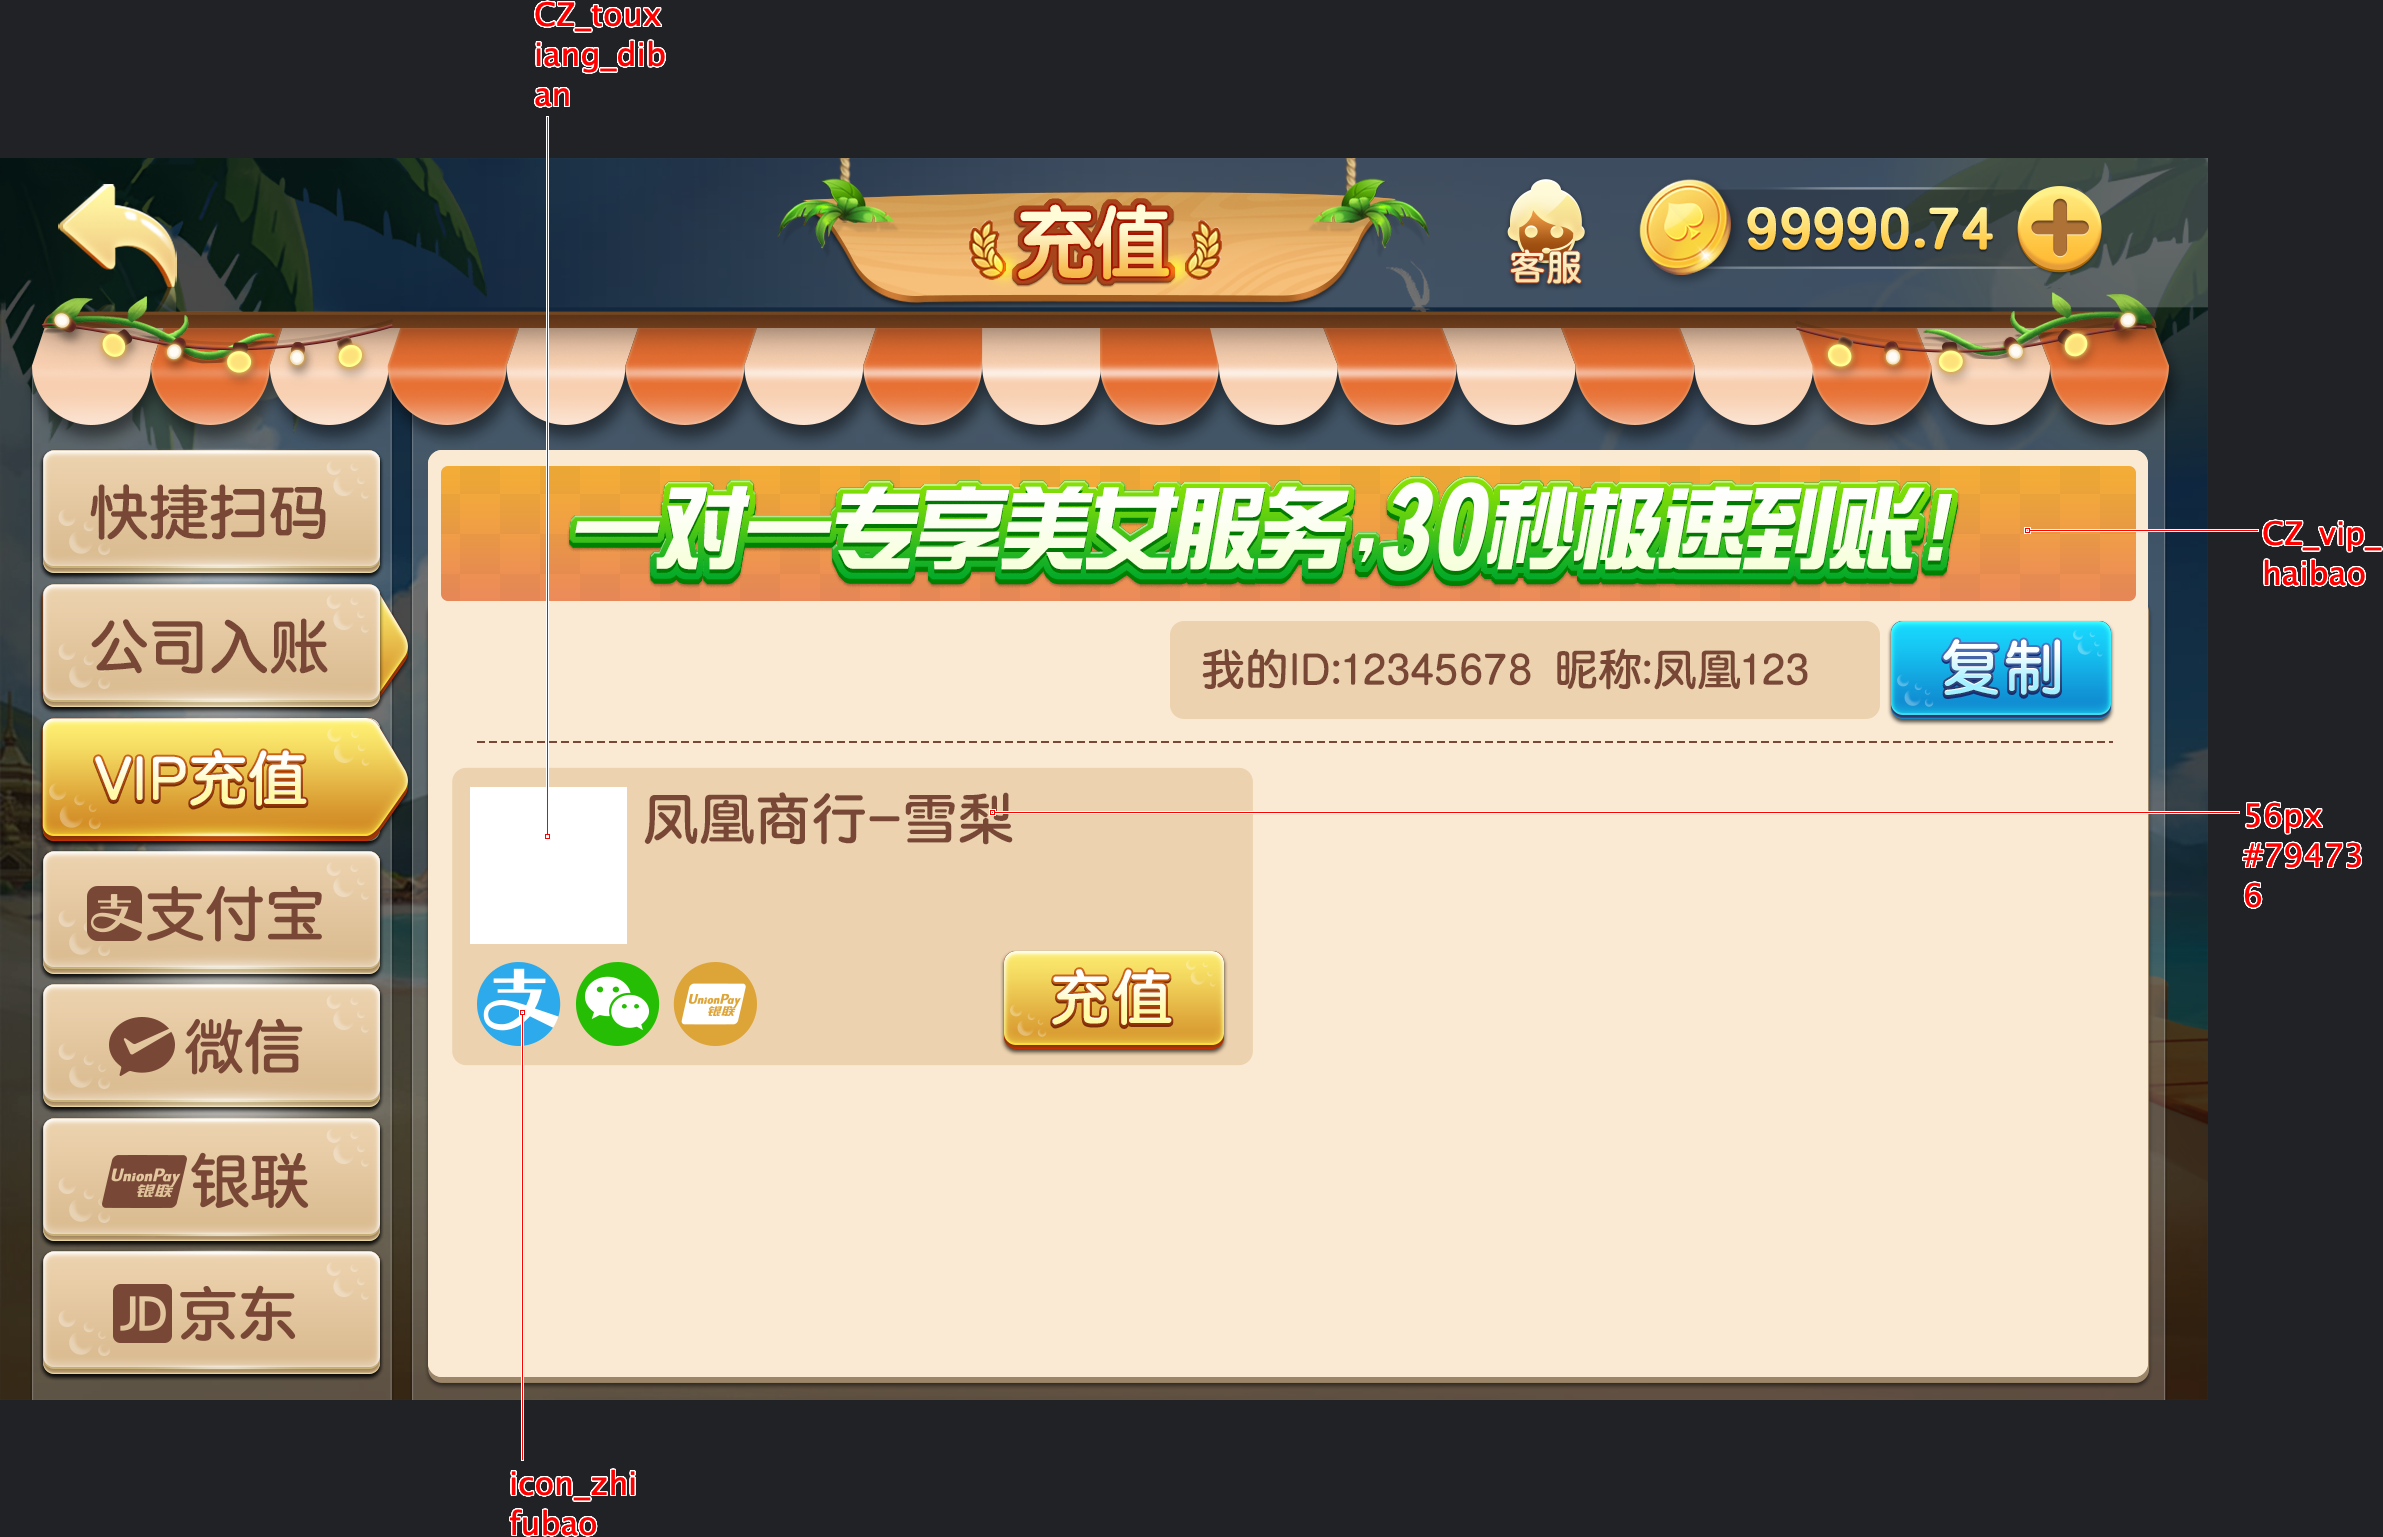 CZ_toux
iang_dib
an
充值
客服
99990.74
快捷扫码
公司入账
VIP充值
支支付宝
微信
UnionPay
银联
银联
JD京东
一对一专享美女服务,30秒极速到账!
CZ_vip_
haibao
我的ID:12345678 昵称:凤凰123
复制
凤凰商行-雪梨
56px
#79473
6
支
UnionPay
银联
充值
icon_zhi
fubao